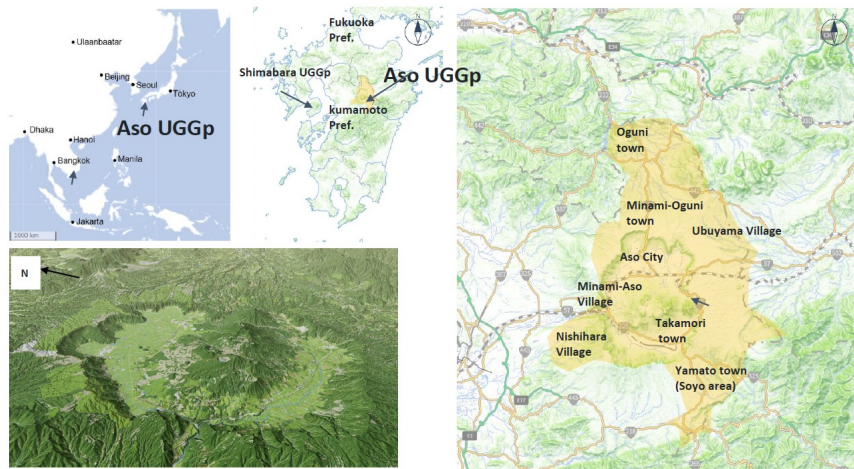 Ulaanbaatar
Beijing
Seoul
Tokyo
Aso UGGp
Dhaka
Hanoi
Bangkok
Manila
Jakarta
1000 km
Fukuoka
Pref.
Shimabara UGGp
Aso UGGp
kumamoto
Pref.
N
Oguni
town
Minami-Oguni
town
Ubuyama Village
Aso City
Minami-Aso
Village
Takamori
town
Nishihara
Village
Yamato town
(Soyo area)